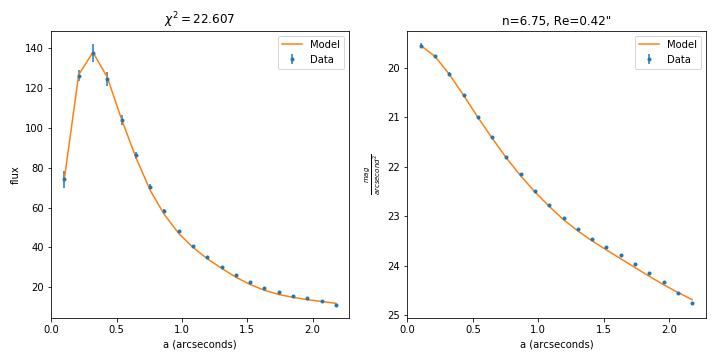 χ² = 22.607
Model
Data
flux
140
120
100
80
60
40
20
0.0 0.5 1.0 1.5 2.0
a (arcseconds)
n=6.75, Re=0.42"
Model
Data
mag/arcsecond²
20
21
22
23
24
25
0.0 0.5 1.0 1.5 2.0
a (arcseconds)